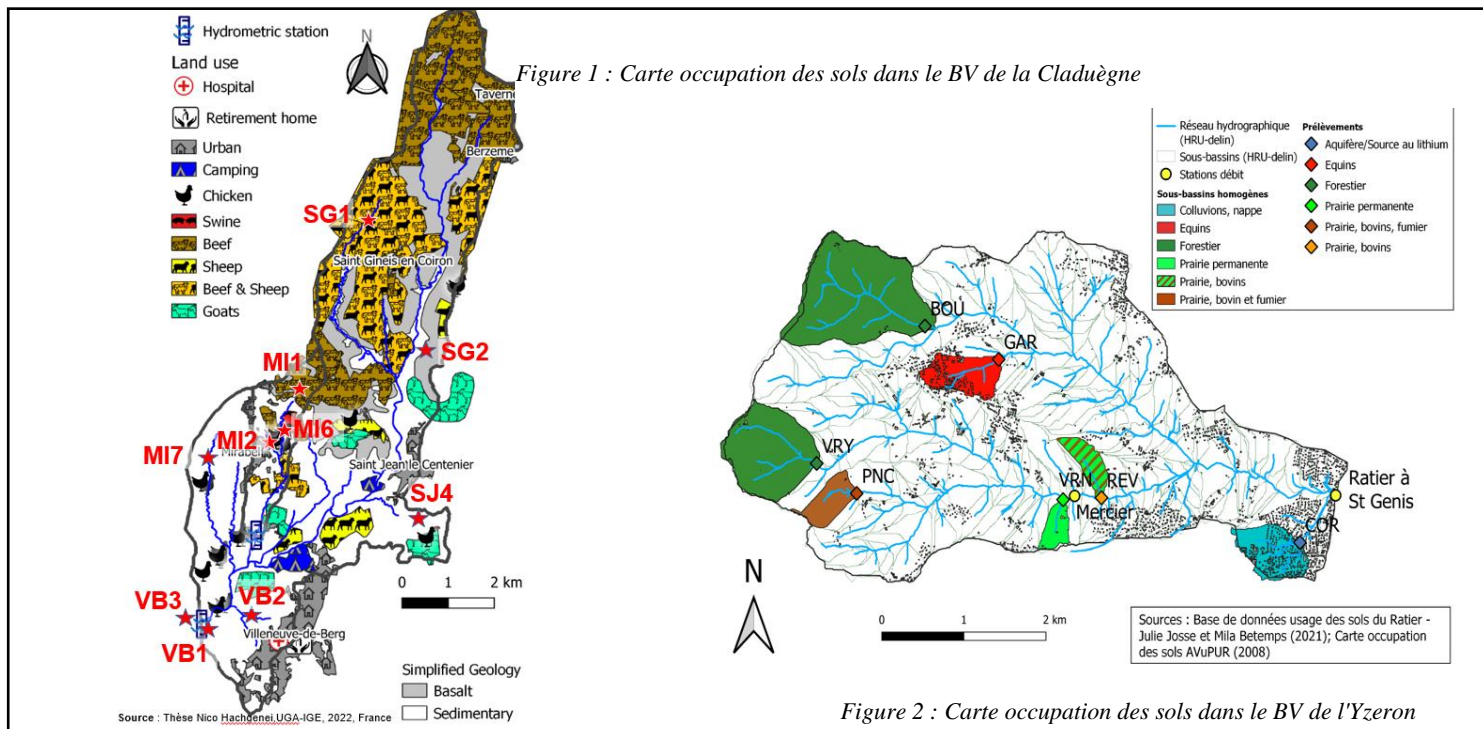 Hydrometric station
Land use
Hospital
Retirement home
Urban
Camping
Chicken
Swine
Beef
Sheep
Beef & Sheep
Goats
N
Taverne
Berzeme
SG1
Saint Gineis en Coiron
SG2
MI1
MI6
MI2
Mirabel
MI7
Saint Jean le Centenier
SJ4
0 1 2 km
VB3
VB2
VB1
Villeneuve-de-Berg
Simplified Geology
Basalt
Sedimentary
Source : Thèse Nico Hachgenei,UGA-IGE, 2022, France
Figure 1 : Carte occupation des sols dans le BV de la Claduègne
Réseau hydrographique
(HRU-delin)
Sous-bassins (HRU-delin)
Stations débit
Sous-bassins homogènes
Colluvions, nappe
Equins
Forestier
Prairie permanente
Prairie, bovins
Prairie, bovin et fumier
Prélèvements
Aquifère/Source au lithium
Equins
Forestier
Prairie permanente
Prairie, bovins, fumier
Prairie, bovins
BOU
GAR
VRY
PNC
VRN
REV
Mercier
Ratier à
St Genis
COR
N
0 1 2 km
Sources : Base de données usage des sols du Ratier -
Julie Josse et Mila Betemps (2021); Carte occupation
des sols AVuPUR (2008)
Figure 2 : Carte occupation des sols dans le BV de l'Yzeron